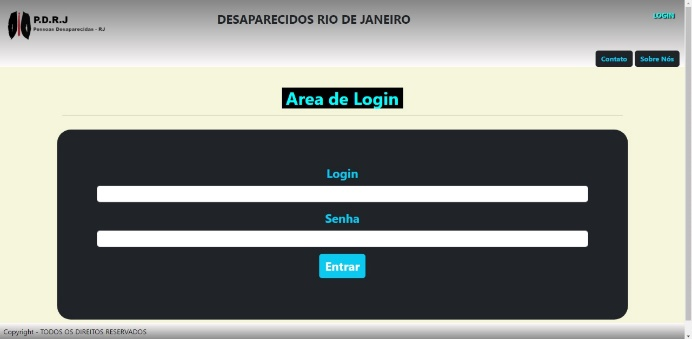 P.D.R.J
Pessoas Desaparecidas - RJ
DESAPARECIDOS RIO DE JANEIRO
LOGIN
Contato
Sobre Nós
Area de Login
Login
Senha
Entrar
Copyright - TODOS OS DIREITOS RESERVADOS